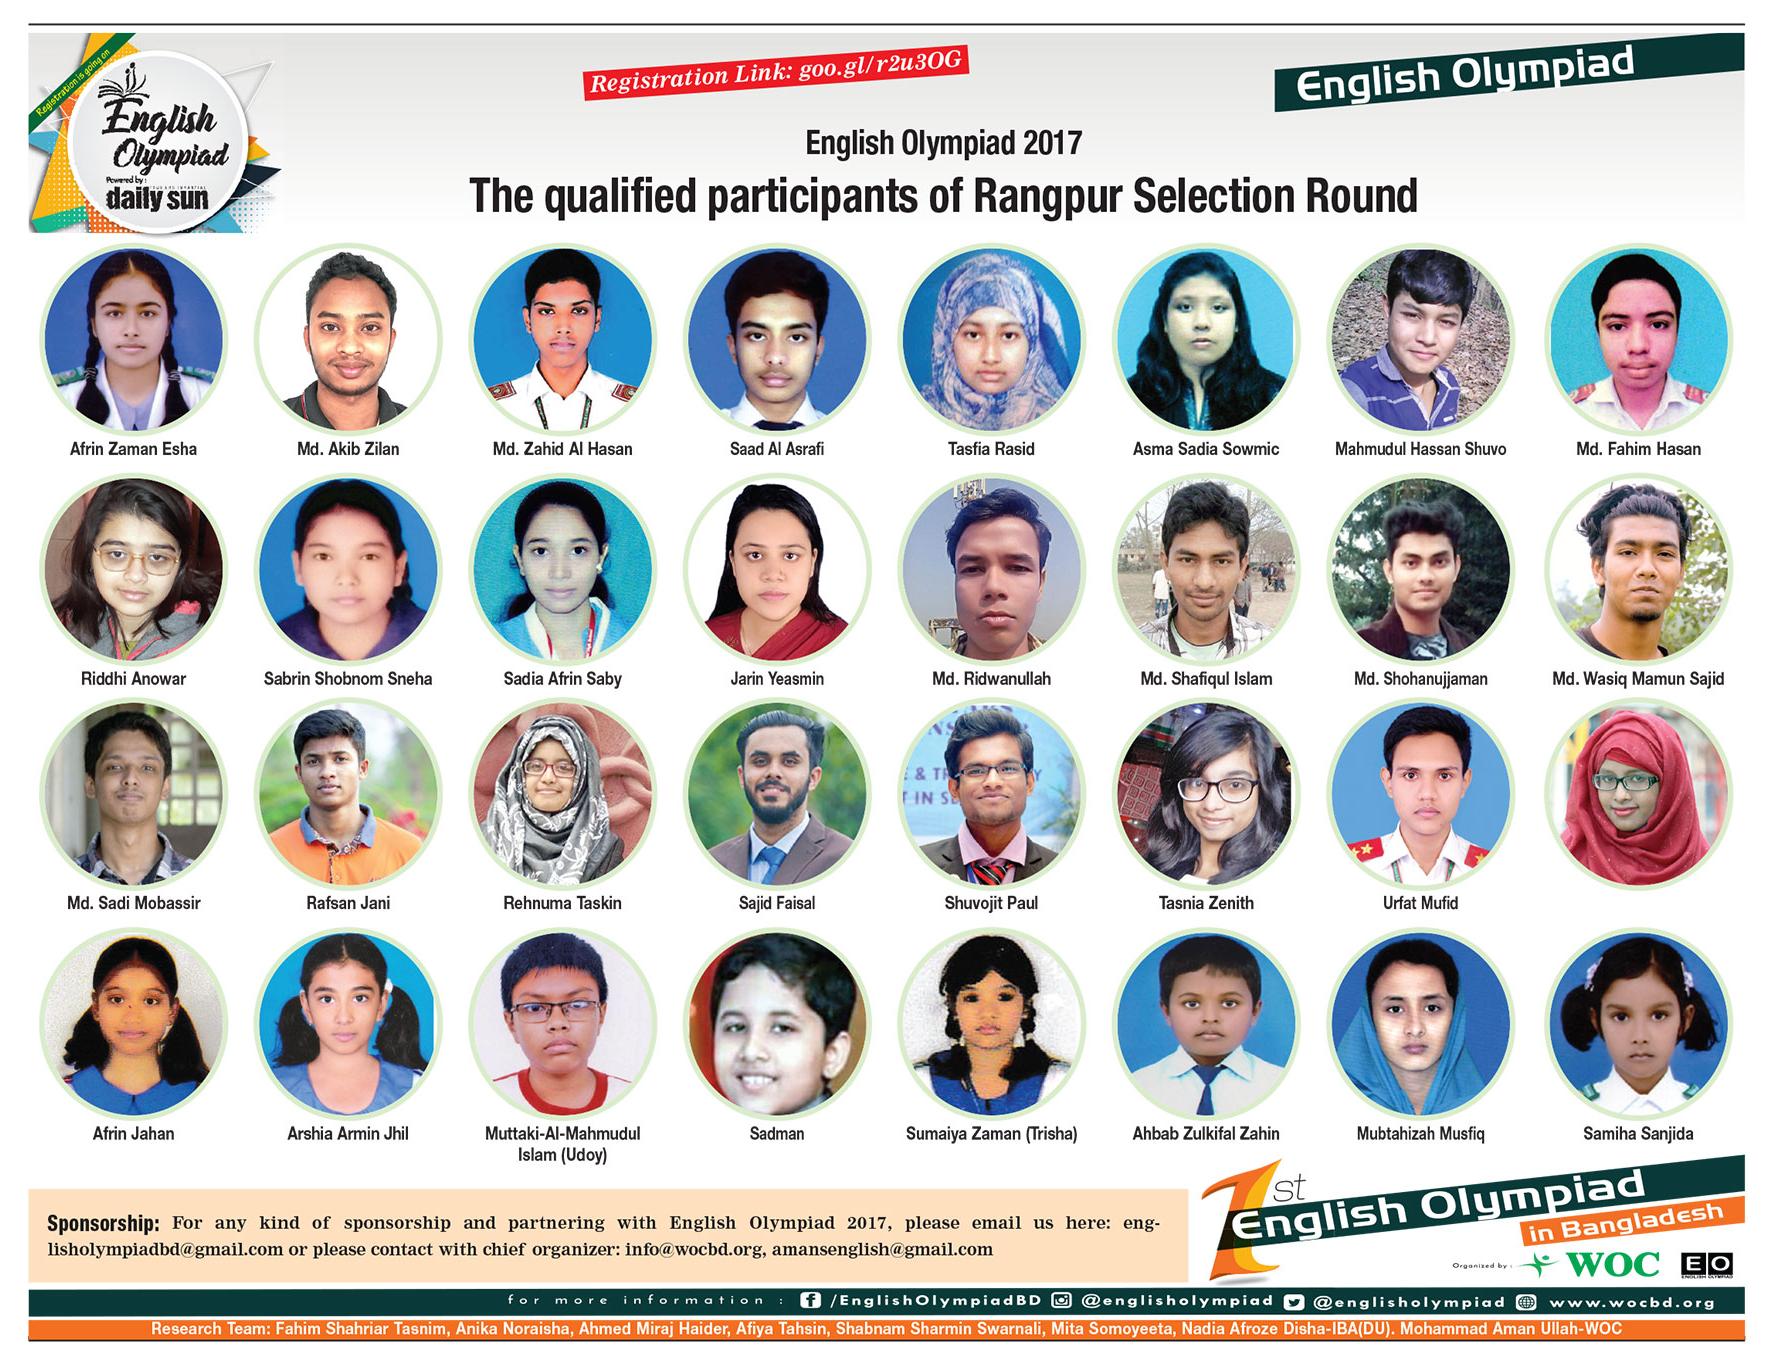 Registration is going on
English
Olympiad
Powered by :
daily sun
Registration Link: goo.gl/r2u3OG
English Olympiad
English Olympiad 2017
The qualified participants of Rangpur Selection Round
Afrin Zaman Esha
Md. Akib Zilan
Md. Zahid Al Hasan
Saad Al Asrafi
Tasfia Rasid
Asma Sadia Sowmic
Mahmudul Hassan Shuvo
Md. Fahim Hasan
Riddhi Anowar
Sabrin Shobnom Sneha
Sadia Afrin Saby
Jarin Yeasmin
Md. Ridwanullah
Md. Shafiqul Islam
Md. Shohanujjaman
Md. Wasiq Mamun Sajid
Md. Sadi Mobassir
Rafsan Jani
Rehnuma Taskin
Sajid Faisal
Shuvojit Paul
Tasnia Zenith
Urfat Mufid
Afrin Jahan
Arshia Armin Jhil
Muttaki-Al-Mahmudul
Islam (Udoy)
Sadman
Sumaiya Zaman (Trisha)
Ahbab Zulkifal Zahin
Mubtahizah Musfiq
Samiha Sanjida
Sponsorship: For any kind of sponsorship and partnering with English Olympiad 2017, please email us here: eng-
lisholympiadbd@gmail.com or please contact with chief organizer: info@wocbd.org, amansenglish@gmail.com
1st
English Olympiad
in Bangladesh
Organized by :
WOC
EO
ENGLISH OLYMPIAD
for more information : /EnglishOlympiadBD @englisholympiad @englisholympiad www.wocbd.org
Research Team: Fahim Shahriar Tasnim, Anika Noraisha, Ahmed Miraj Haider, Afiya Tahsin, Shabnam Sharmin Swarnali, Mita Somoyeeta, Nadia Afroze Disha-IBA(DU). Mohammad Aman Ullah-WOC